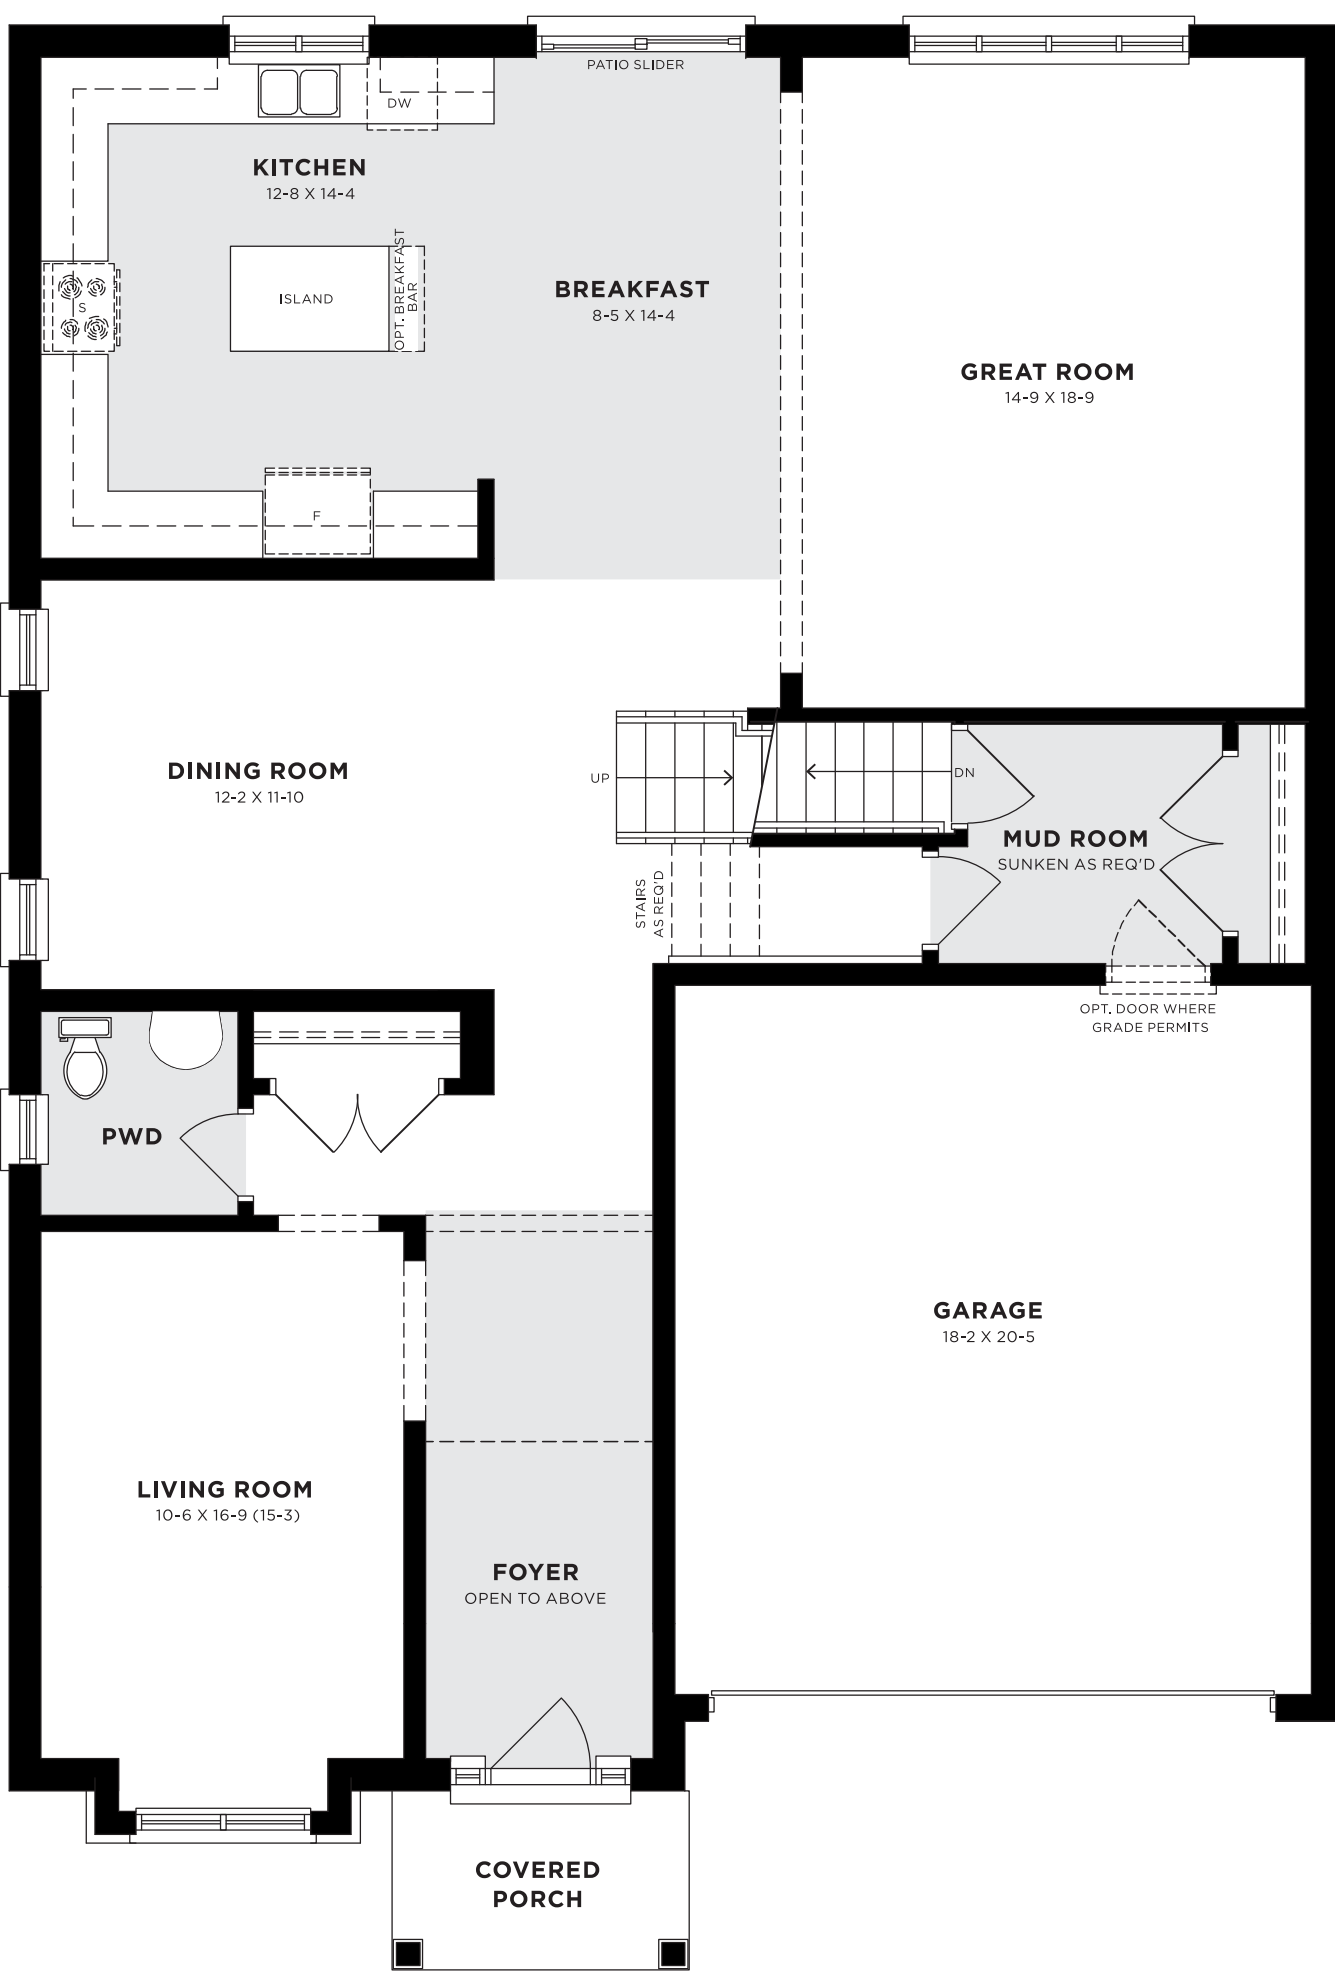 PATIO SLIDER
DW
KITCHEN
12-8 X 14-4
OPT. BREAKFAST
BAR
ISLAND
S
BREAKFAST
8-5 X 14-4
GREAT ROOM
14-9 X 18-9
F
DINING ROOM
12-2 X 11-10
UP
DN
MUD ROOM
SUNKEN AS REQ'D
STAIRS
AS REQ'D
OPT. DOOR WHERE
GRADE PERMITS
PWD
GARAGE
18-2 X 20-5
LIVING ROOM
10-6 X 16-9 (15-3)
FOYER
OPEN TO ABOVE
COVERED
PORCH